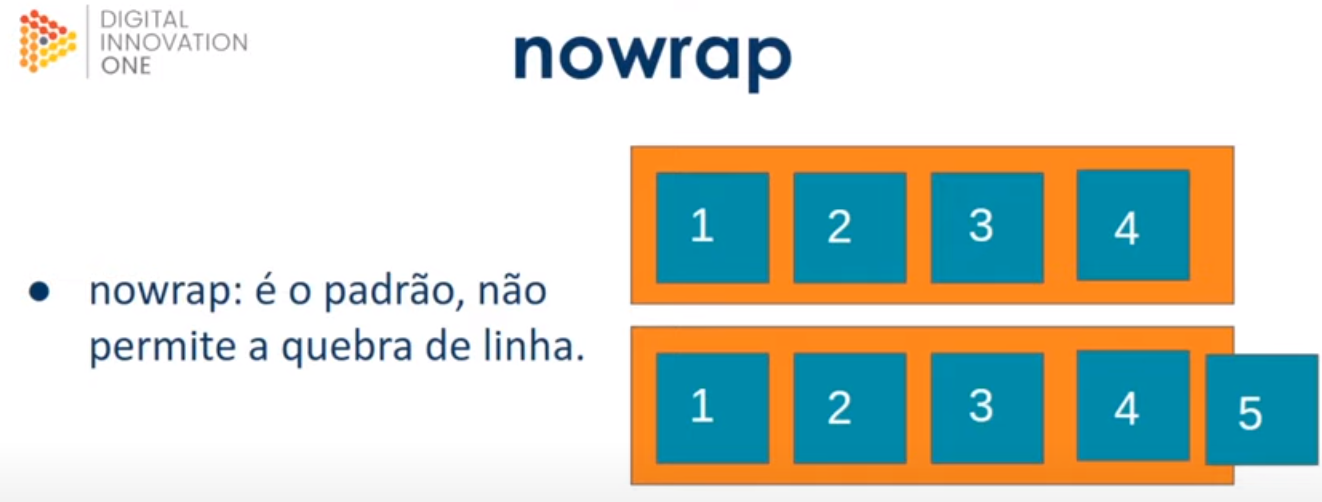 DIGITAL
INNOVATION
ONE
nowrap
● nowrap: é o padrão, não
permite a quebra de linha.
1 2 3 4
1 2 3 4 5